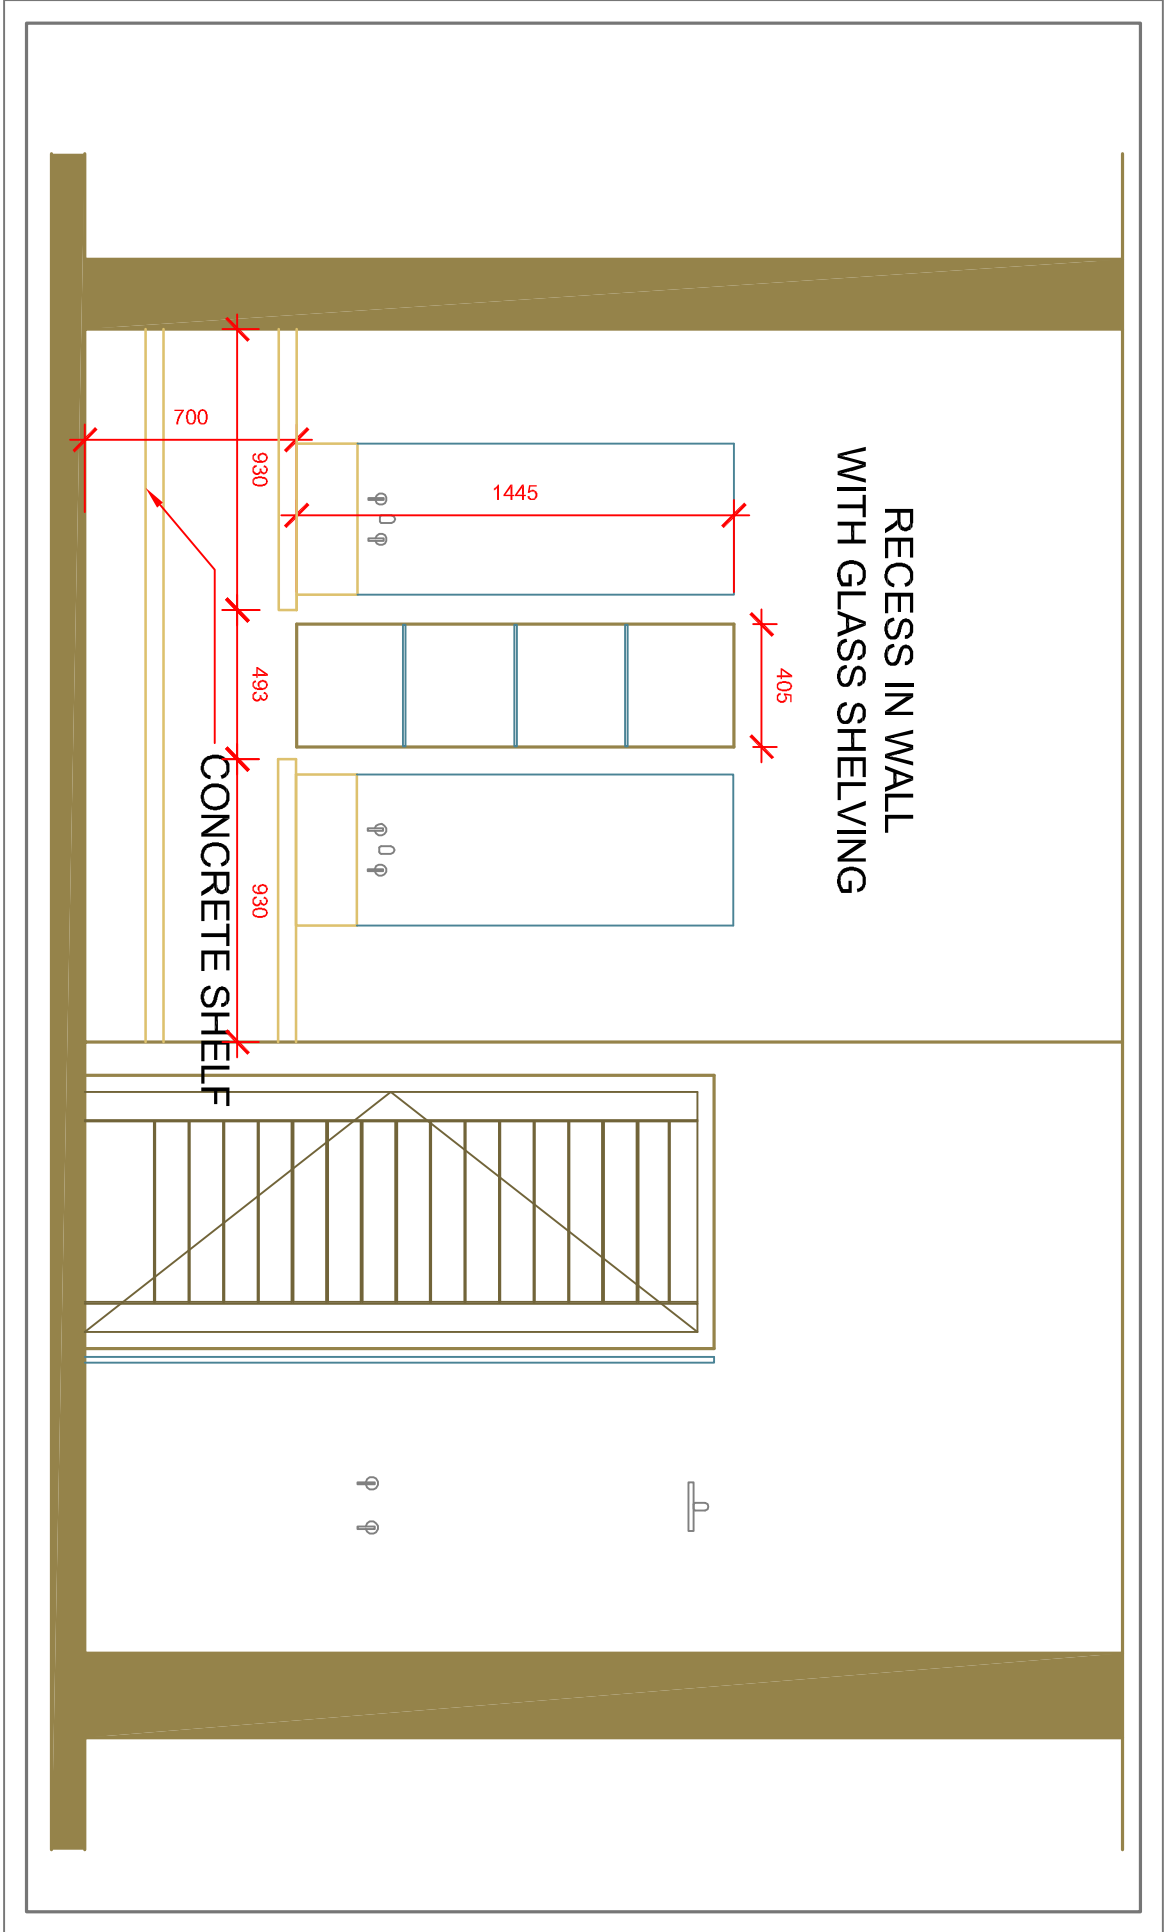 RECESS IN WALL
WITH GLASS SHELVING
405
1445
700
930
493
930
CONCRETE SHELF